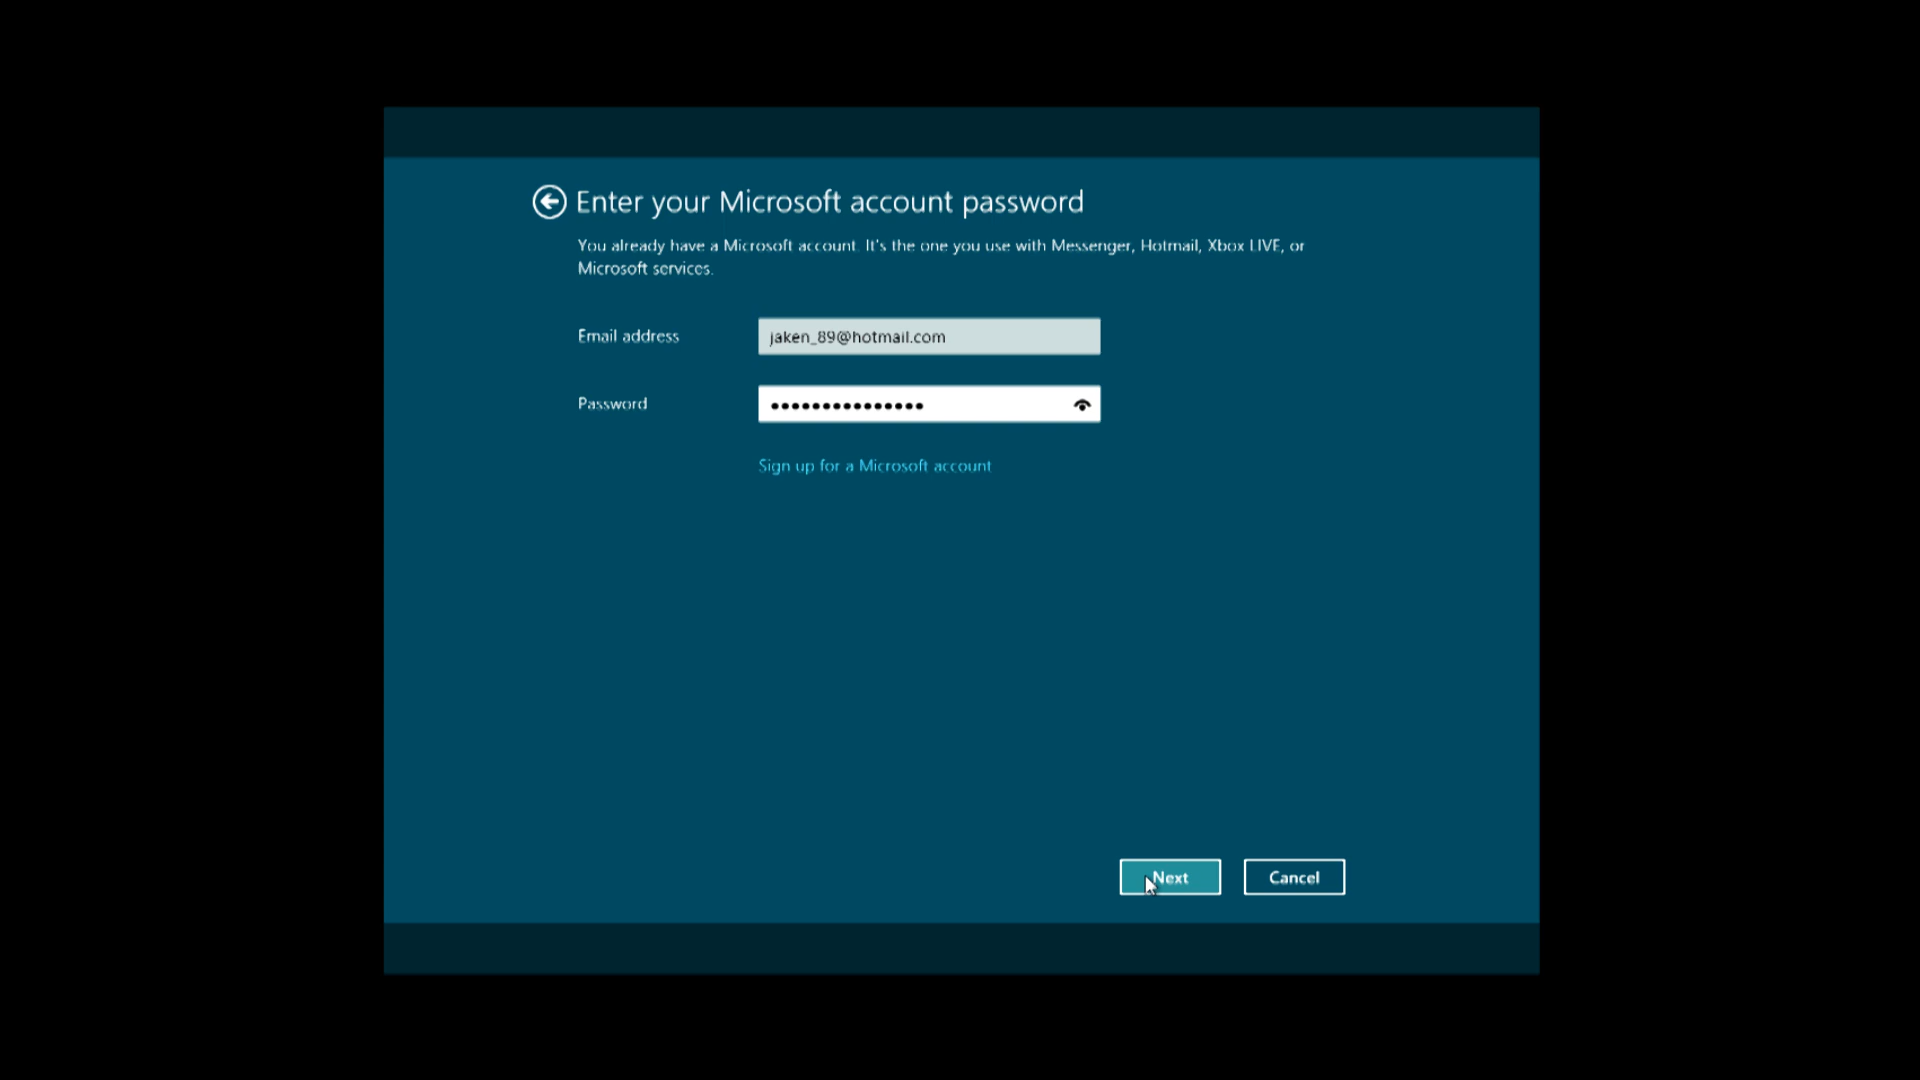 Enter your Microsoft account password
You already have a Microsoft account. It's the one you use with Messenger, Hotmail, Xbox LIVE, or
Microsoft services.
Email address
jaken_89@hotmail.com
Password
•••••••••••••••
Sign up for a Microsoft account
Next
Cancel